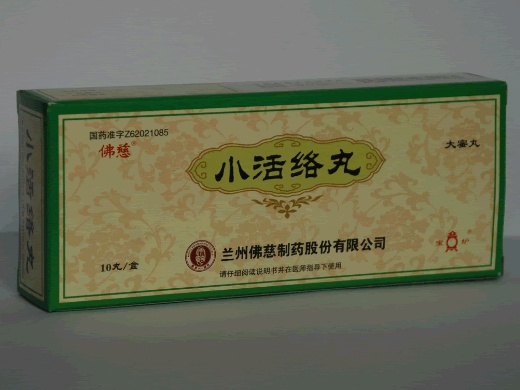 国药准字Z62021085
佛慈®
小活络丸
大蜜丸
兰州佛慈制药股份有限公司
请仔细阅读说明书并在医师指导下使用
10丸/盒
宝炉
小活络丸